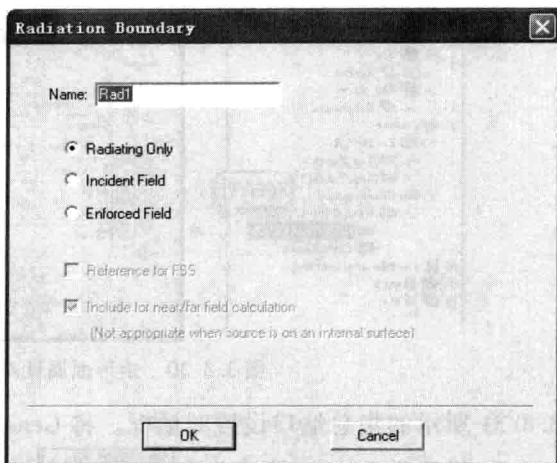 Radiation Boundary
Name: Rad1
Radiating Only
Incident Field
Enforced Field
Reference for FSS
Include for near/far field calculation
(Not appropriate when source is on an internal surface)
OK
Cancel